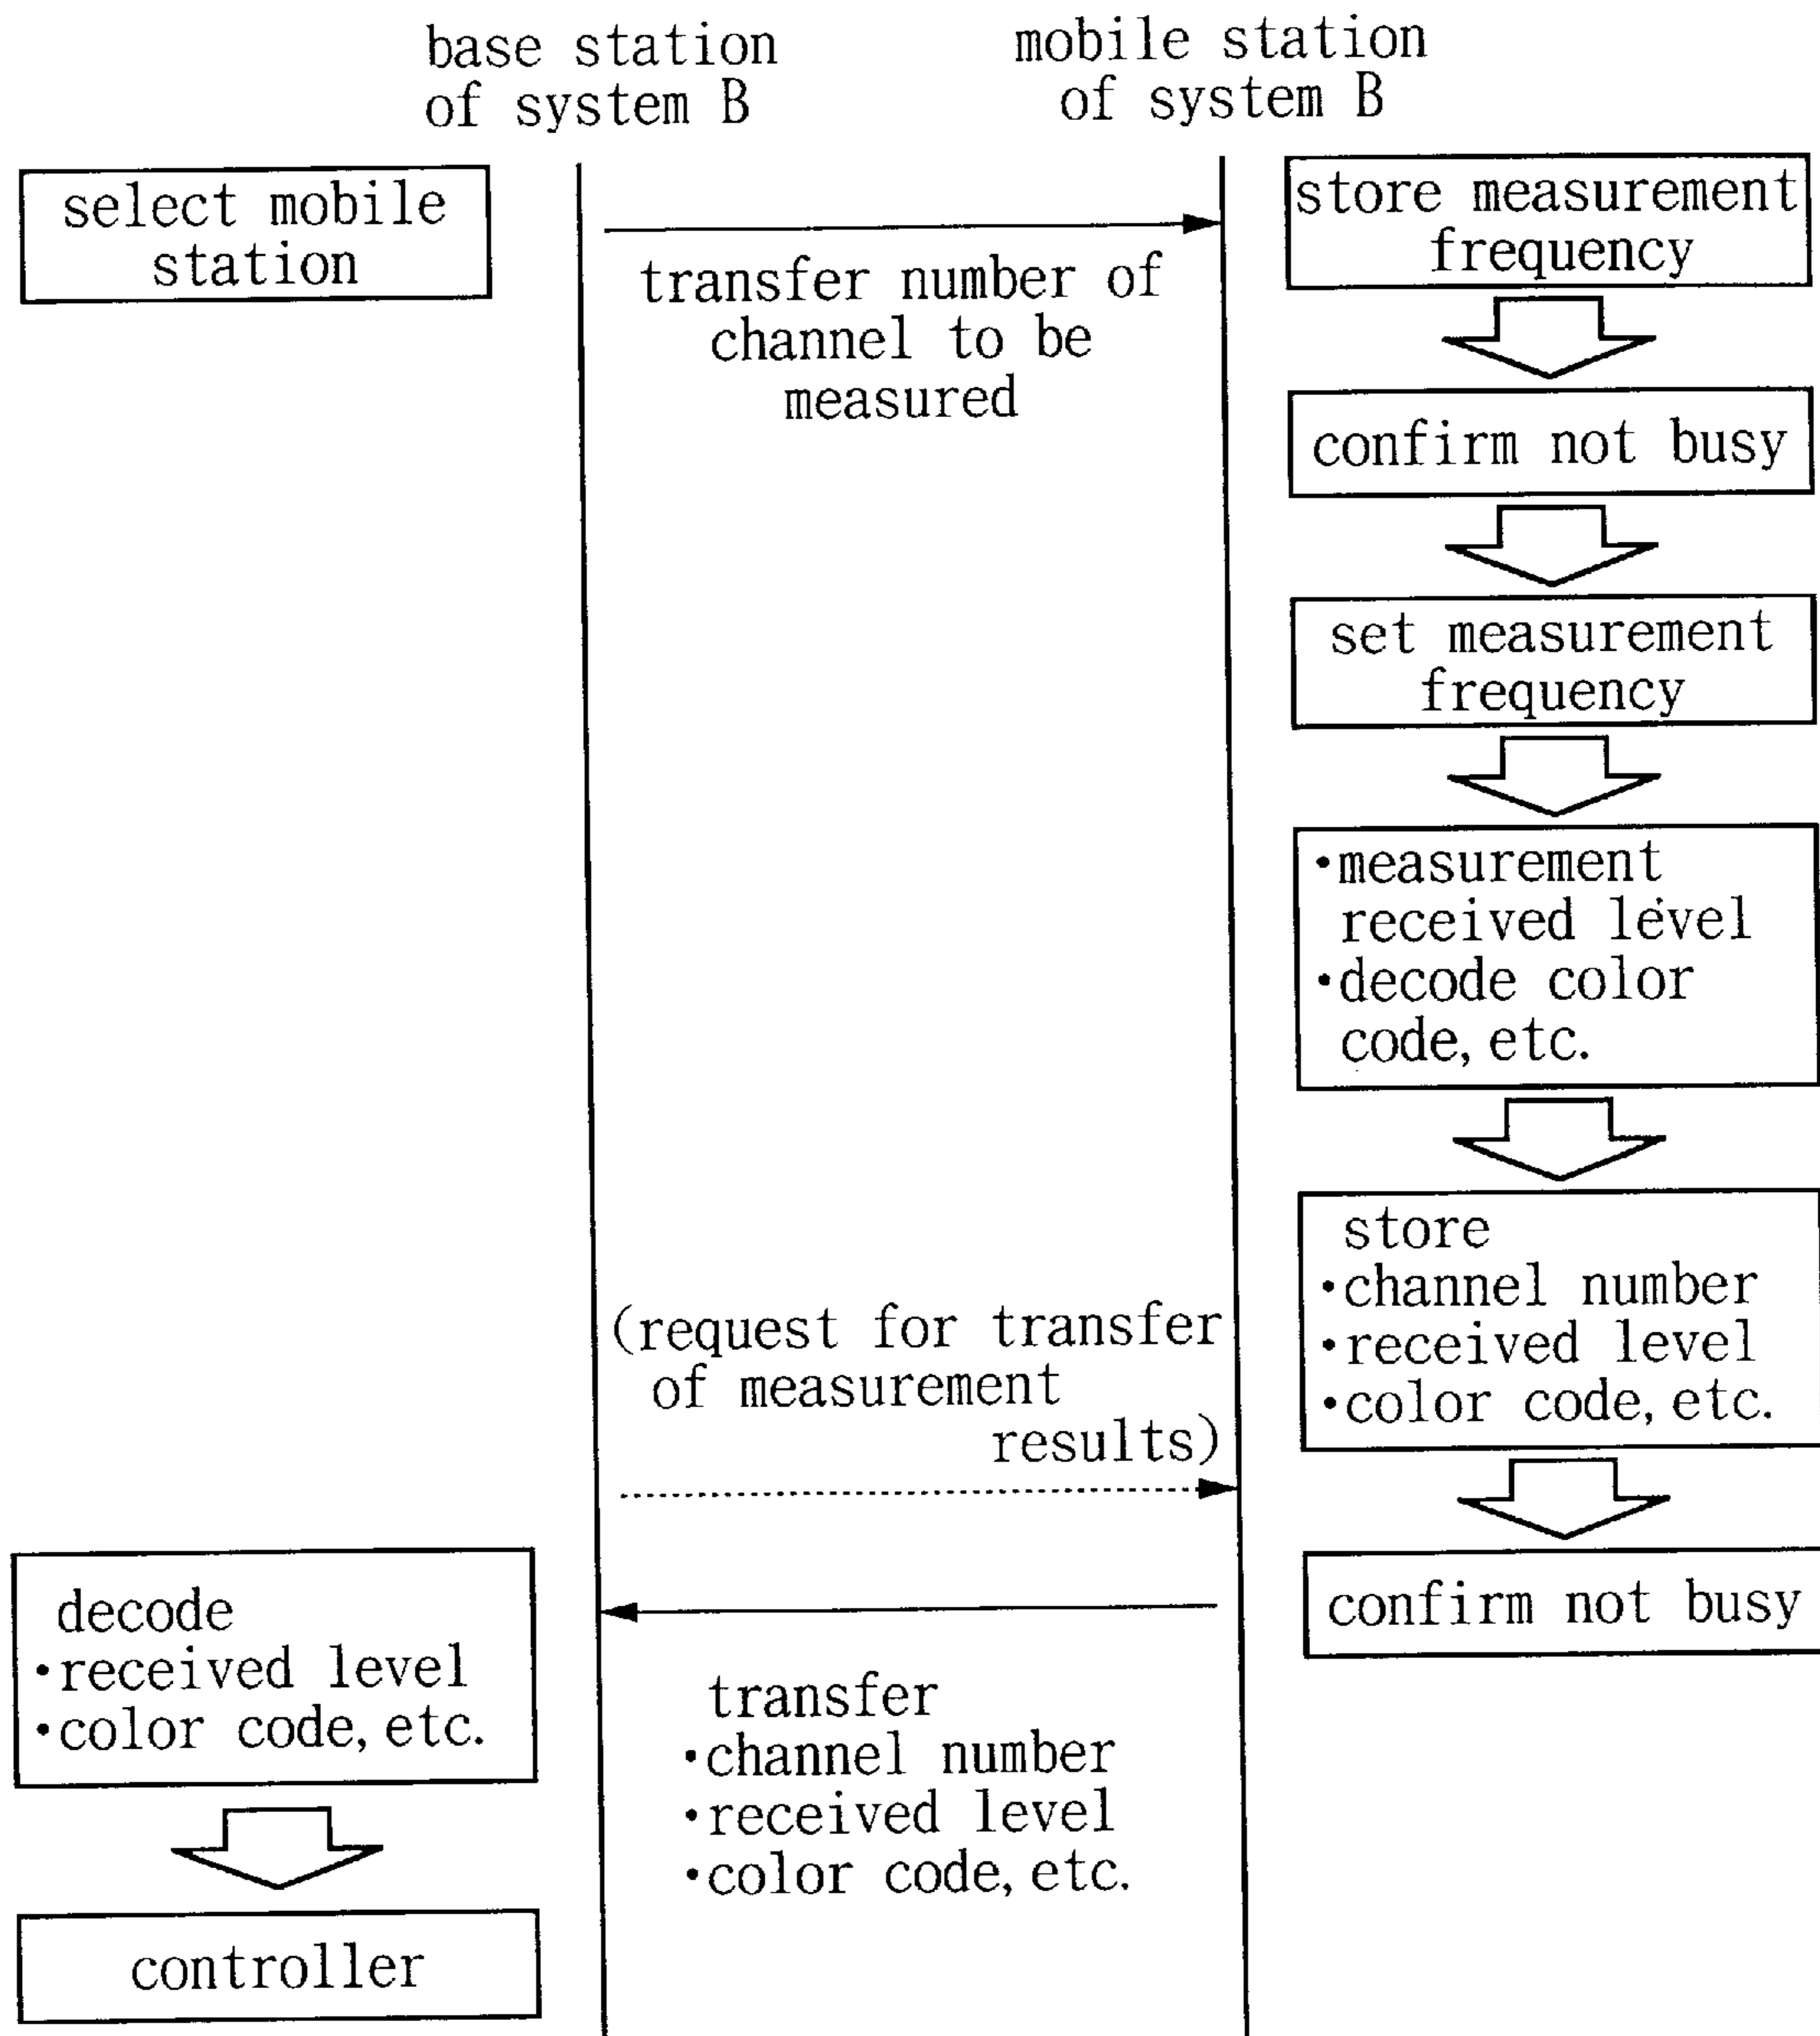 base station
of system B
mobile station
of system B
select mobile
station
transfer number of
channel to be
measured
store measurement
frequency
confirm not busy
set measurement
frequency
•measurement
received level
•decode color
code, etc.
store
•channel number
•received level
•color code, etc.
(request for transfer
of measurement
results)
confirm not busy
transfer
•channel number
•received level
•color code, etc.
decode
•received level
•color code, etc.
controller